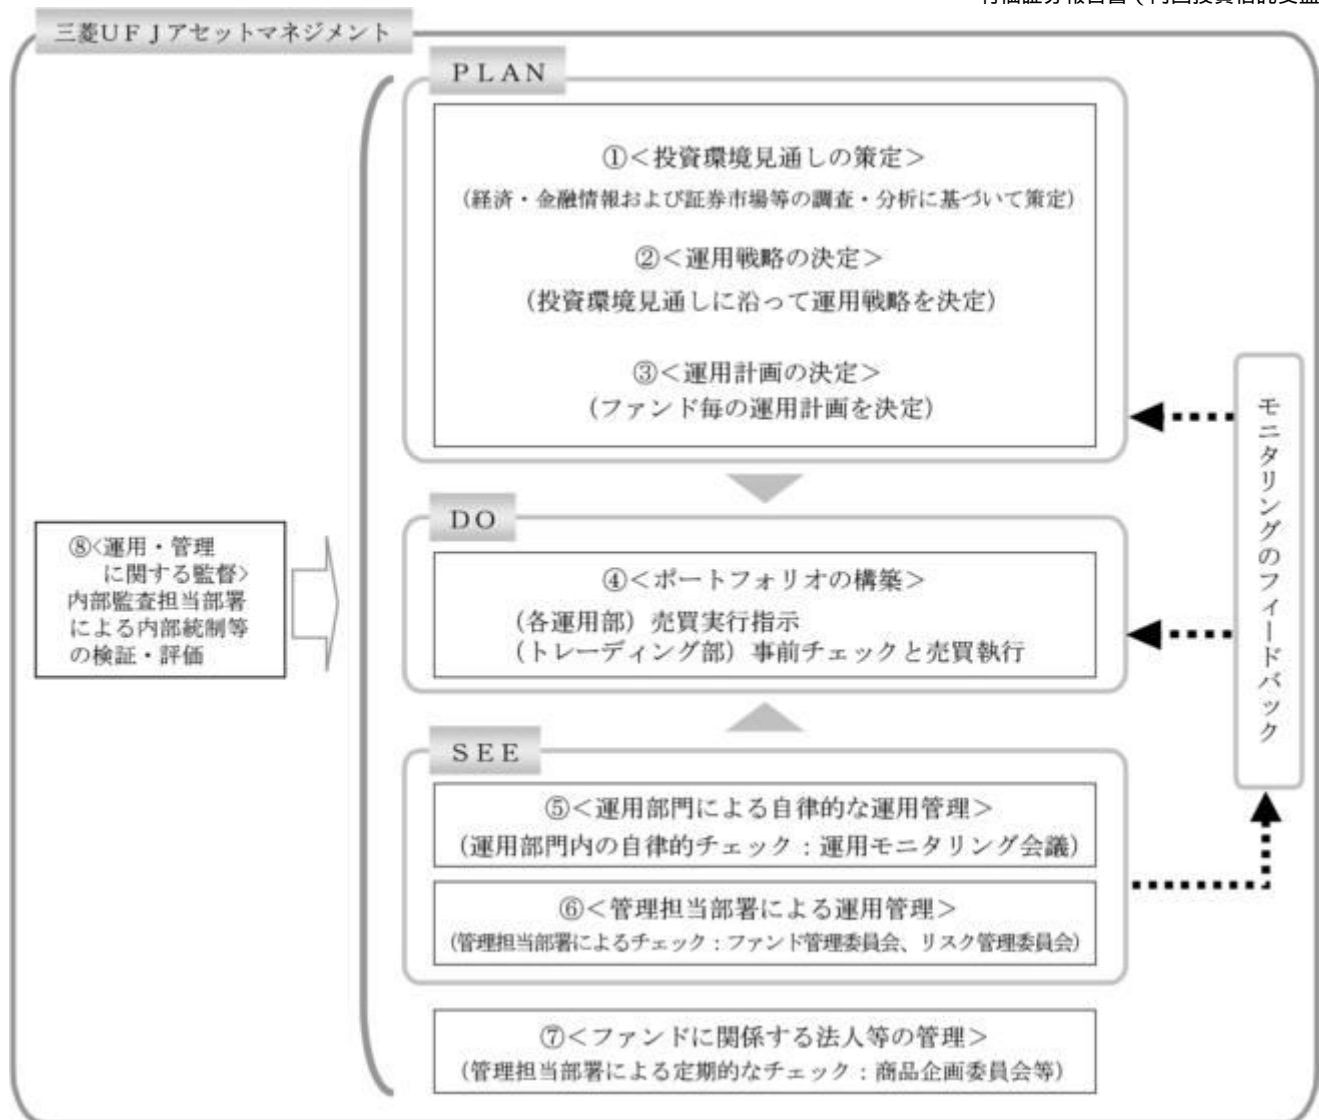 三菱UFJアセットマネジメント
PLAN
①<投資環境見通しの策定>
(経済・金融情報および証券市場等の調査・分析に基づいて策定)
②<運用戦略の決定>
(投資環境見通しに沿って運用戦略を決定)
③<運用計画の決定>
(ファンド毎の運用計画を決定)
DO
④<ポートフォリオの構築>
(各運用部)売買実行指示
(トレーディング部)事前チェックと売買執行
SEE
⑤<運用部門による自律的な運用管理>
(運用部門内の自律的チェック:運用モニタリング会議)
⑥<管理担当部署による運用管理>
(管理担当部署によるチェック:ファンド管理委員会、リスク管理委員会)
⑦<ファンドに関係する法人等の管理>
(管理担当部署による定期的なチェック:商品企画委員会等)
⑧<運用・管理
に関する監督>
内部監査担当部署
による内部統制等
の検証・評価
モニタリングのフィードバック